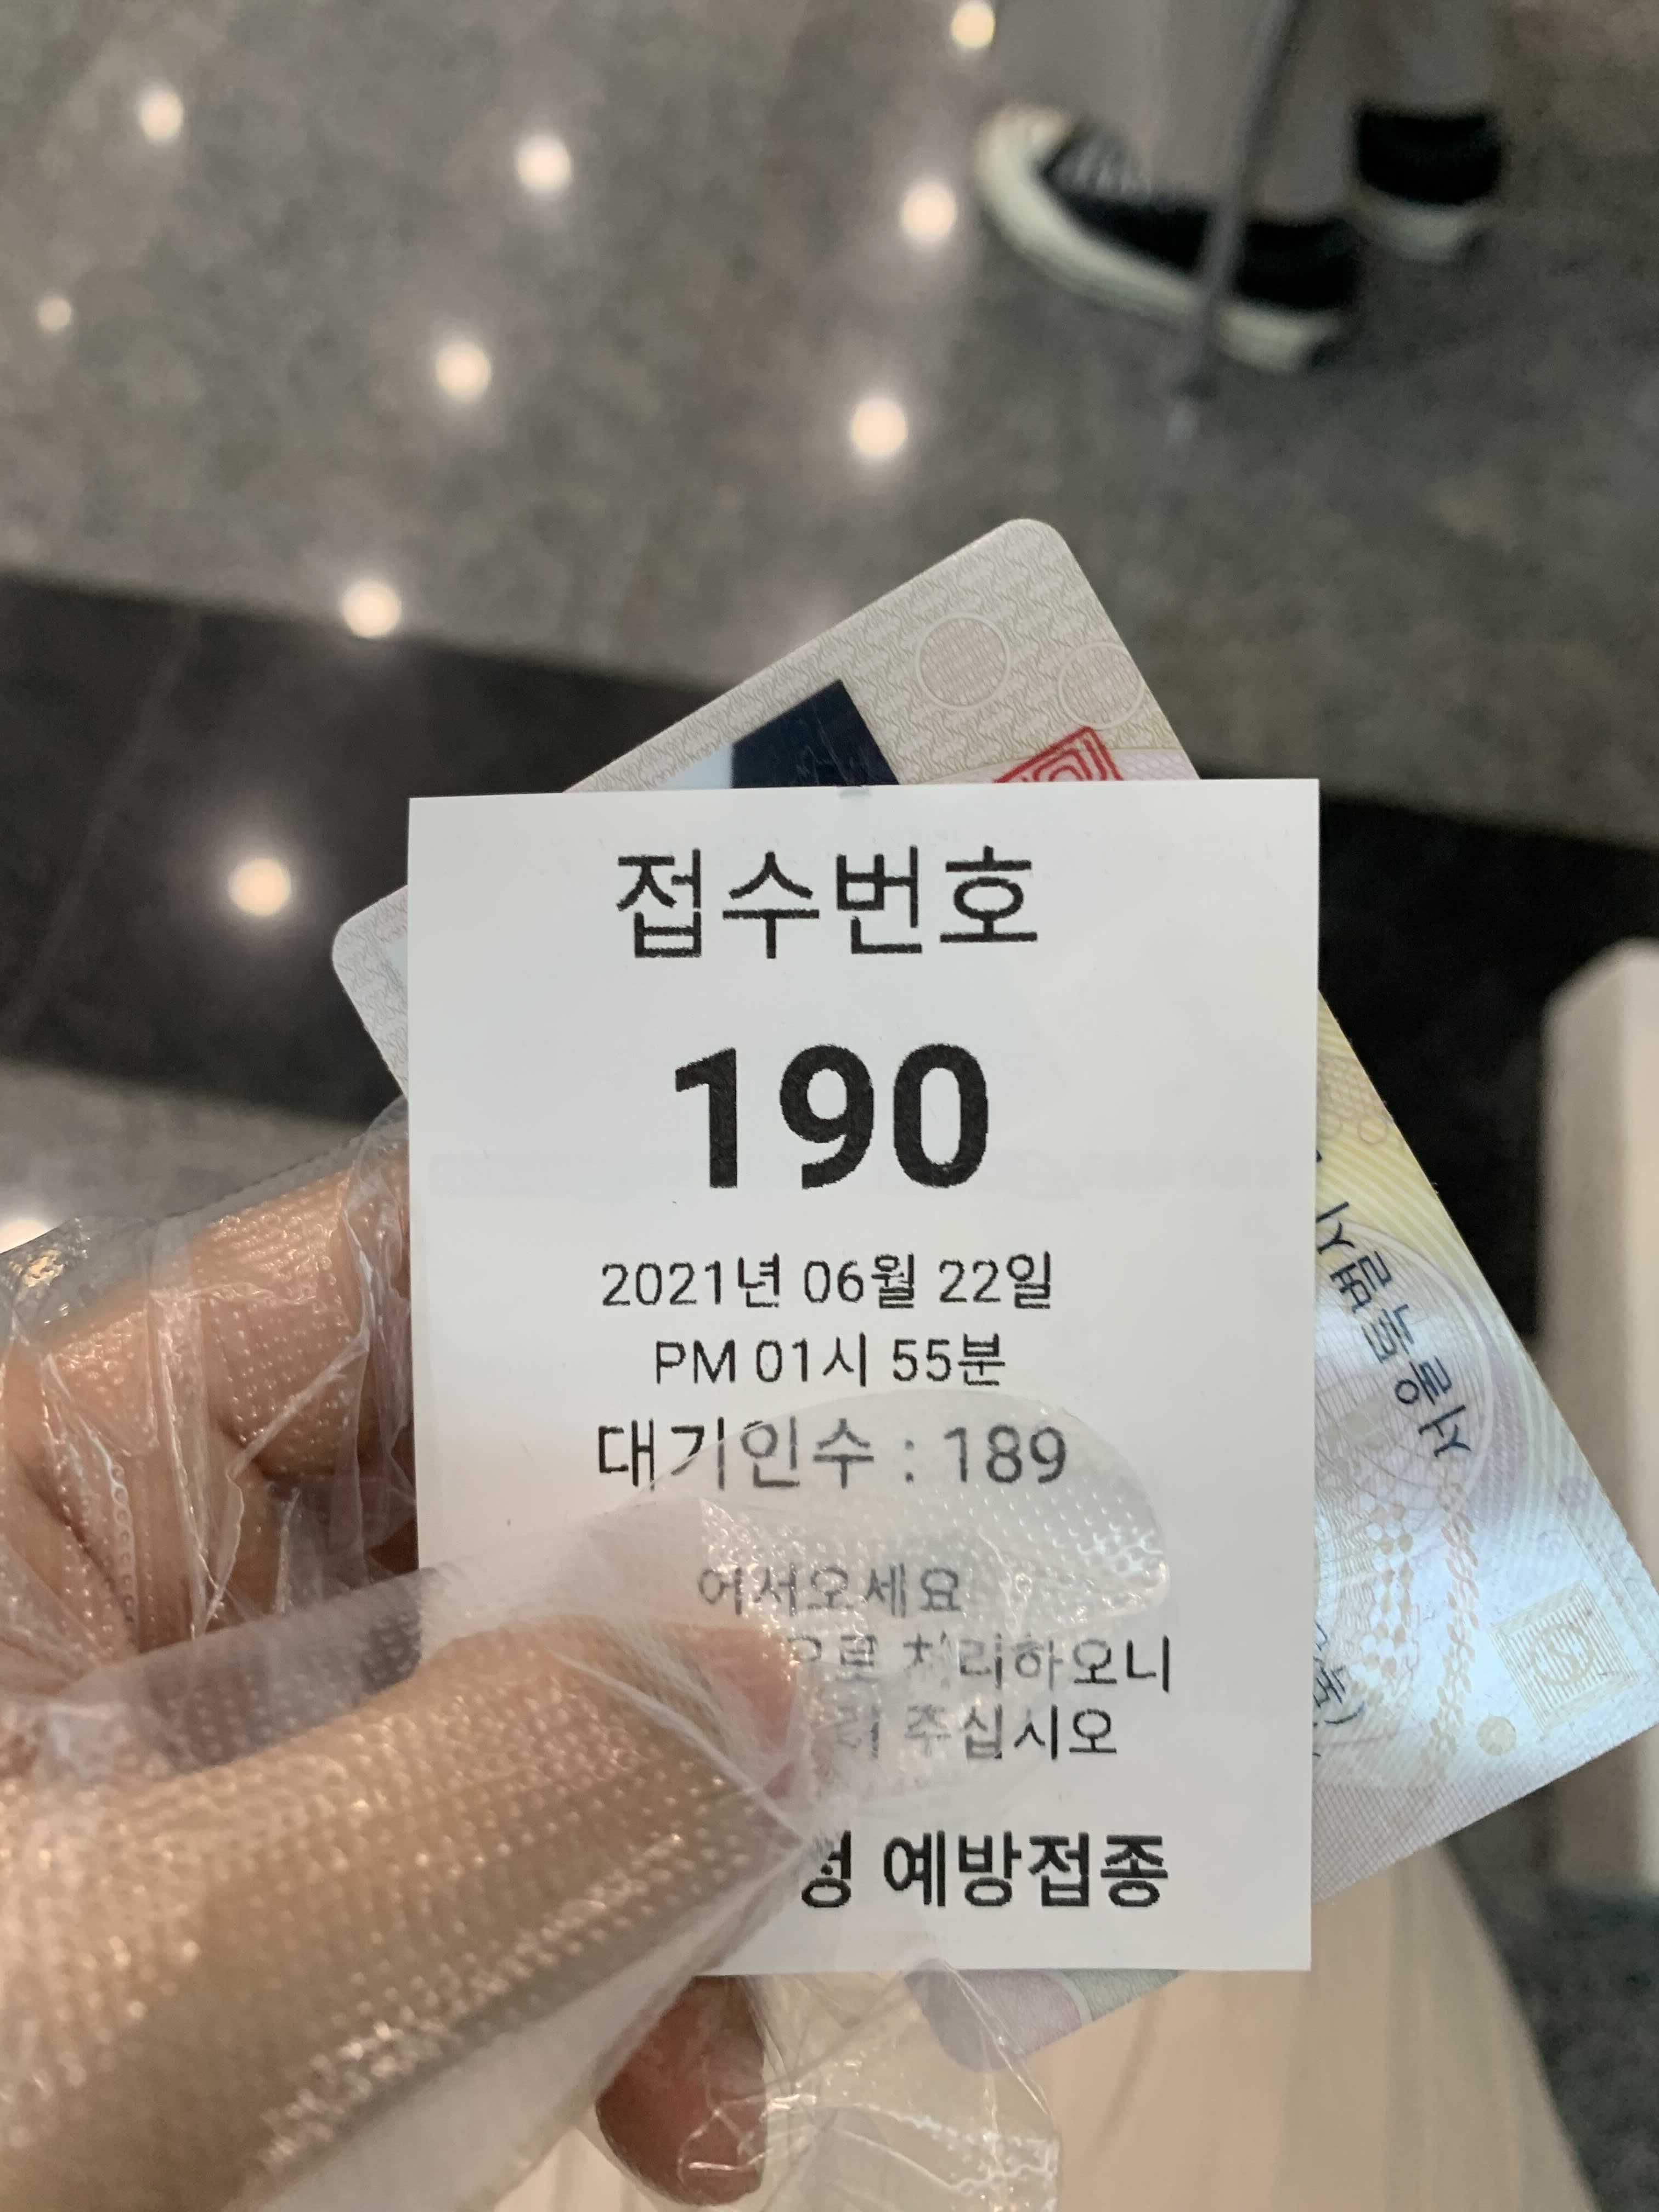 접수번호
190
2021년 06월 22일
PM 01시 55분
대기인수 : 189
어서오세요
처리하오니
주십시오
예방접종